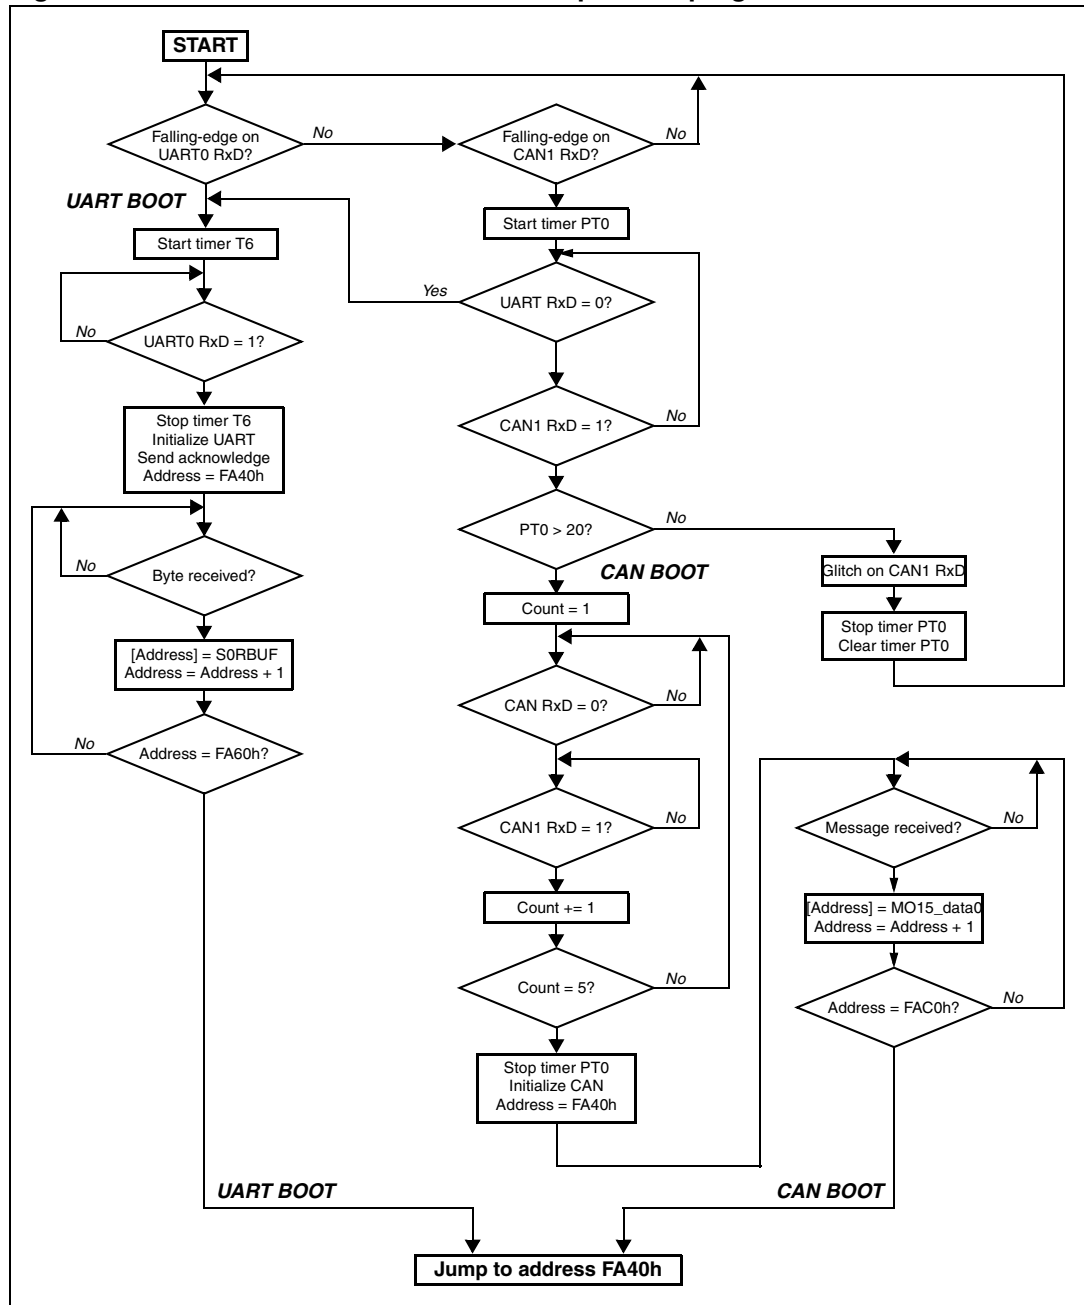 START
Falling-edge on
UART0 RxD?
No
Falling-edge on
CAN1 RxD?
No
UART BOOT
Start timer T6
Start timer PT0
No
UART0 RxD = 1?
Yes
UART RxD = 0?
Stop timer T6
Initialize UART
Send acknowledge
Address = FA40h
CAN1 RxD = 1?
No
PT0 > 20?
No
No
Byte received?
CAN BOOT
Glitch on CAN1 RxD
Count = 1
Stop timer PT0
Clear timer PT0
[Address] = S0RBUF
Address = Address + 1
CAN RxD = 0?
No
No
Address = FA60h?
CAN1 RxD = 1?
No
Message received?
No
Count += 1
[Address] = MO15_data0
Address = Address + 1
Count = 5?
No
Address = FAC0h?
No
Stop timer PT0
Initialize CAN
Address = FA40h
UART BOOT
CAN BOOT
Jump to address FA40h